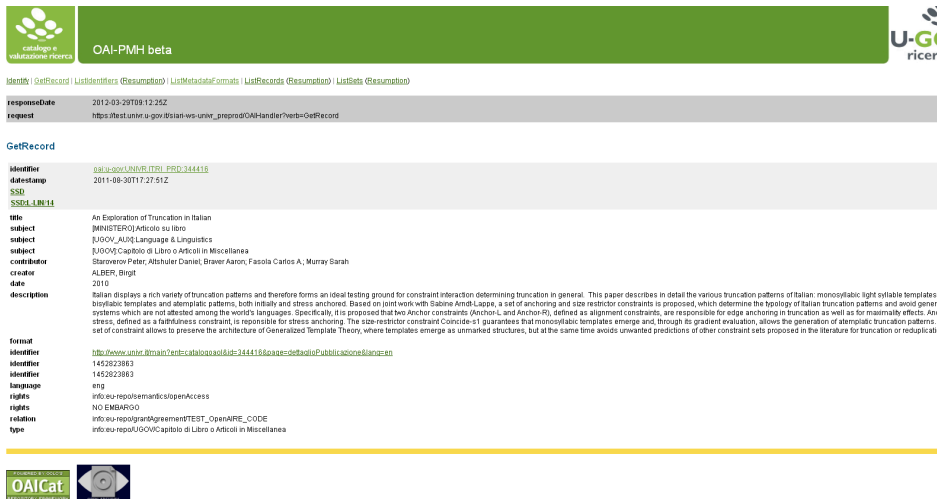 catalogo e
valutazione ricerca
OAI-PMH beta
U-GO
ricer
Identify | GetRecord | ListIdentifiers (Resumption) | ListMetadataFormats | ListRecords (Resumption) | ListSets (Resumption)
responseDate 2012-03-29T09:12:25Z
request https://test.univr.u-gov.it/siari-ws-univr_preprod/OAIHandler?verb=GetRecord
GetRecord
identifier oai:u-gov:UNIVR.IT:RI_PRD:344416
datestamp 2011-08-30T17:27:51Z
SSD
SSD:L-LIN/14
title An Exploration of Truncation in Italian
subject [MINISTERO]:Articolo su libro
subject [UGOV_AUX]:Language & Linguistics
subject [UGOV]:Capitolo di Libro o Articoli in Miscellanea
contributor Staroverov Peter; Altshuler Daniel; Braver Aaron; Fasola Carlos A.; Murray Sarah
creator ALBER, Birgit
date 2010
description Italian displays a rich variety of truncation patterns and therefore forms an ideal testing ground for constraint interaction determining truncation in general. This paper describes in detail the various truncation patterns of Italian: monosyllabic light syllable templates
bisyllabic templates and atemplatic patterns, both initially and stress anchored. Based on joint work with Sabine Arndt-Lappe, a set of anchoring and size restrictor constraints is proposed, which determine the typology of Italian truncation patterns and avoid gener
systems which are not attested among the world's languages. Specifically, it is proposed that two Anchor constraints (Anchor-L and Anchor-R), defined as alignment constraints, are responsible for edge anchoring in truncation as well as for maximality effects. An
stress, defined as a faithfulness constraint, is reponsible for stress anchoring. The size-restrictor constraint Coincide-s1 guarantees that monosyllabic templates emerge and, through its gradient evaluation, allows the generation of atemplatic truncation patterns.
set of constraint allows to preserve the architecture of Generalized Template Theory, where templates emerge as unmarked structures, but at the same time avoids unwanted predictions of other constraint sets proposed in the literature for truncation or reduplicati
format
identifier http://www.univr.it/main?ent=catalogoaol&id=344416&page=dettaglioPubblicazione&lang=en
identifier 1452823863
identifier 1452823863
language eng
rights info:eu-repo/semantics/openAccess
rights NO EMBARGO
relation info:eu-repo/grantAgreement/TEST_OpenAIRE_CODE
type info:eu-repo/UGOV/Capitolo di Libro o Articoli in Miscellanea
OAICat